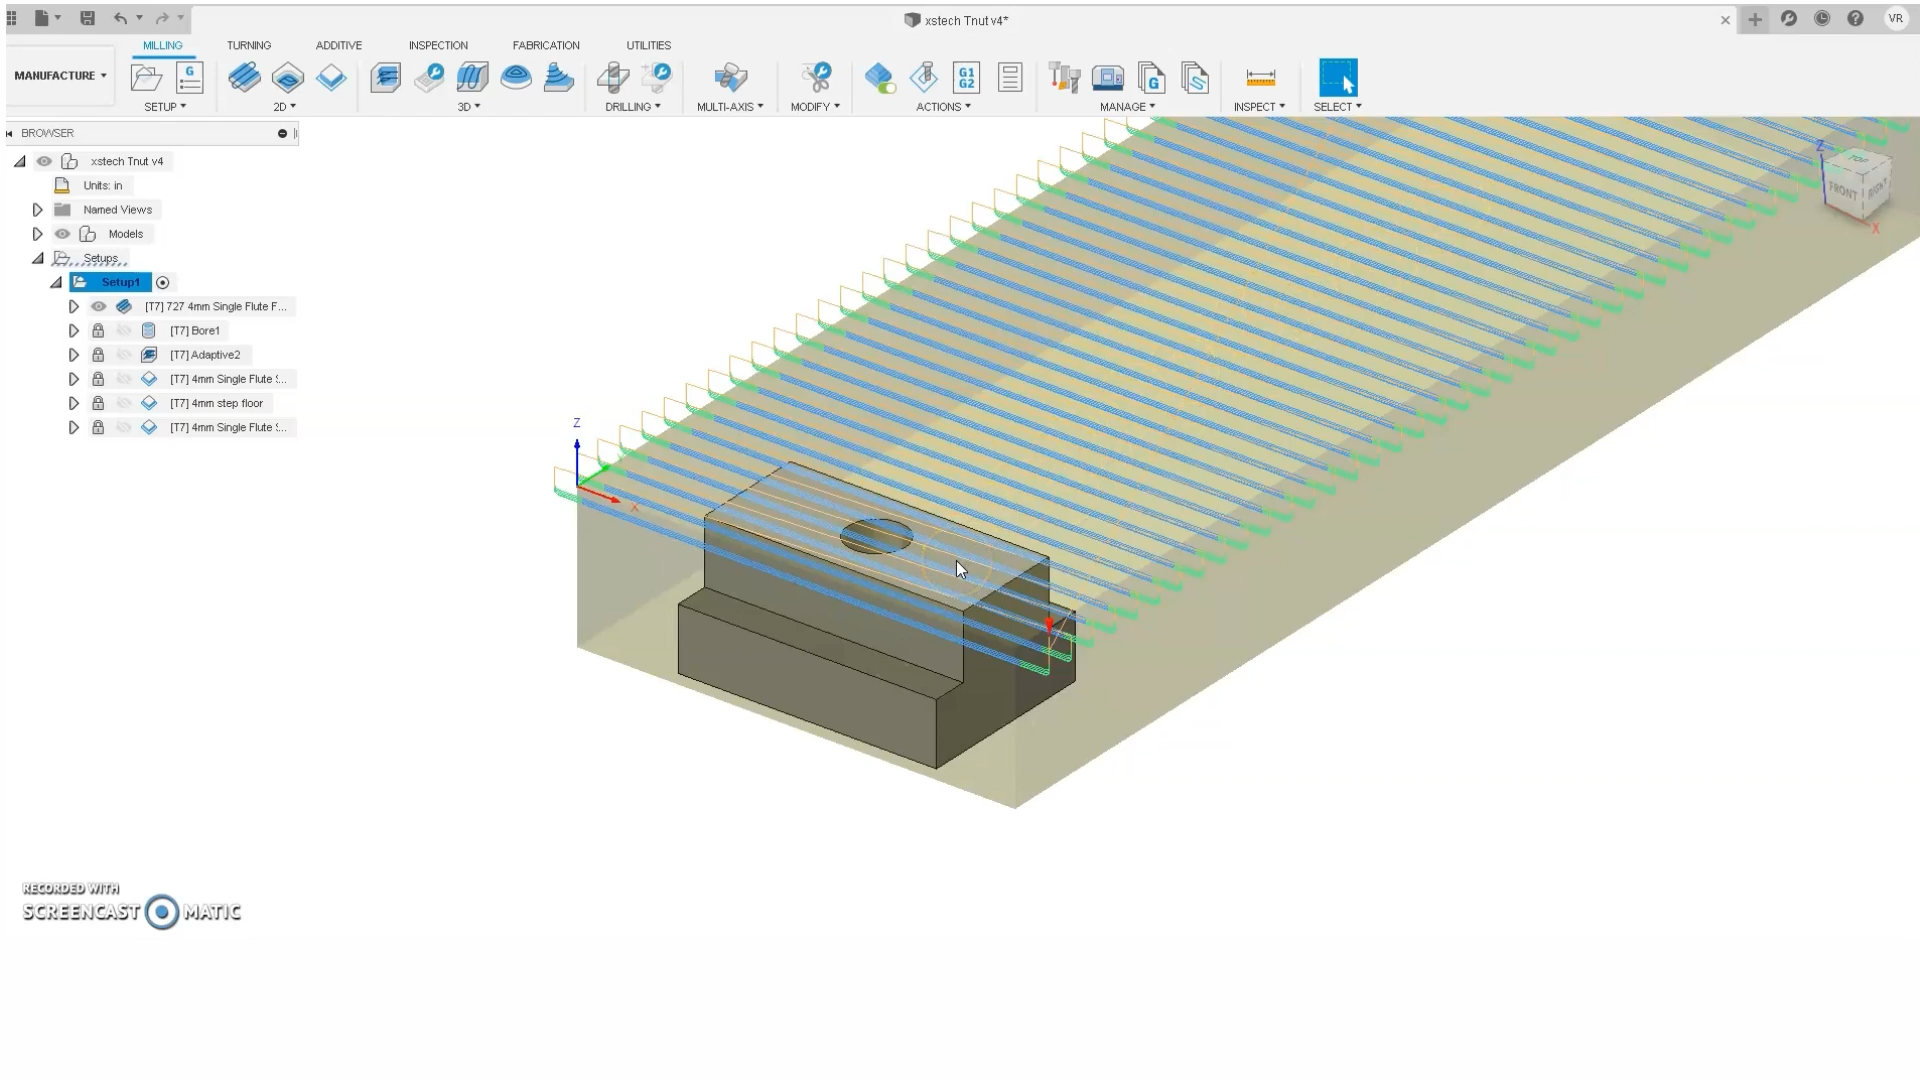 xstech Tnut v4*
VR
MILLING TURNING ADDITIVE INSPECTION FABRICATION UTILITIES
MANUFACTURE
G G1 G2 G
SETUP 2D 3D DRILLING MULTI-AXIS MODIFY ACTIONS MANAGE INSPECT SELECT
BROWSER
xstech Tnut v4
Units: in
Named Views
Models
Setups
Setup1
[T7] 727 4mm Single Flute F...
[T7] Bore1
[T7] Adaptive2
[T7] 4mm Single Flute S...
[T7] 4mm step floor
[T7] 4mm Single Flute S...
Z
TOP
FRONT RIGHT
X
Z
X
RECORDED WITH
SCREENCAST MATIC